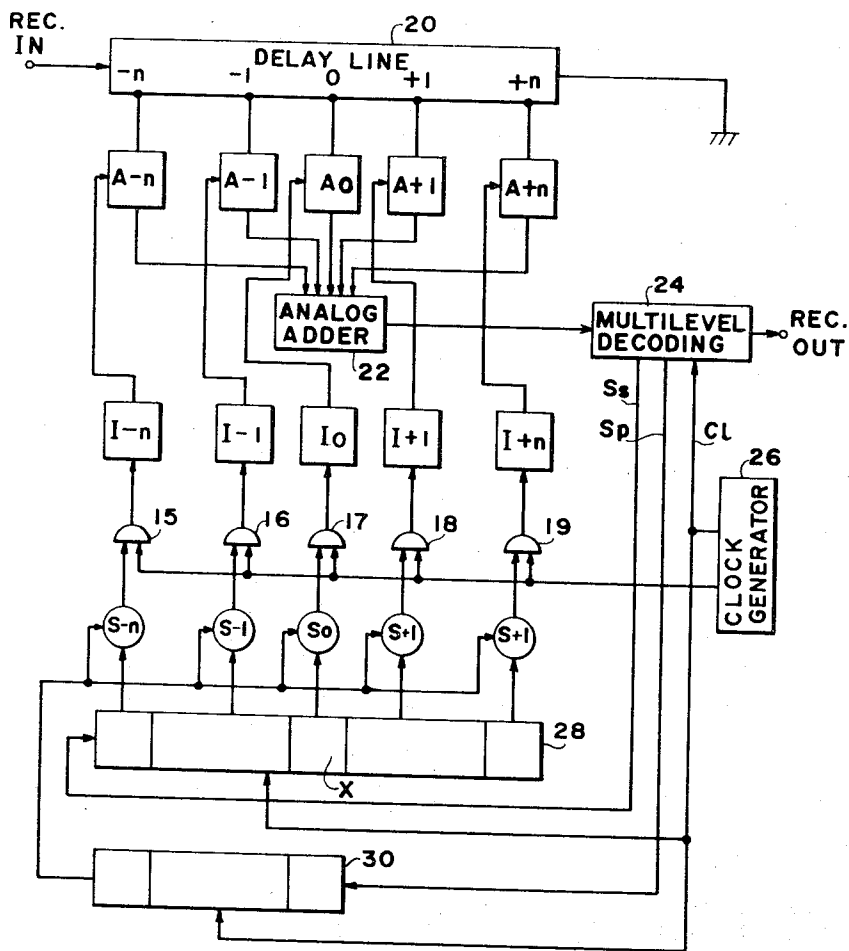 REC.
IN
20
DELAY LINE
-n -1 0 +1 +n
A-n A-1 A0 A+1 A+n
ANALOG
ADDER
22
24
MULTILEVEL
DECODING
REC.
OUT
Ss
Sp
Cl
26
CLOCK
GENERATOR
I-n I-1 I0 I+1 I+n
15 16 17 18 19
S-n S-1 S0 S+1 S+1
28
X
30